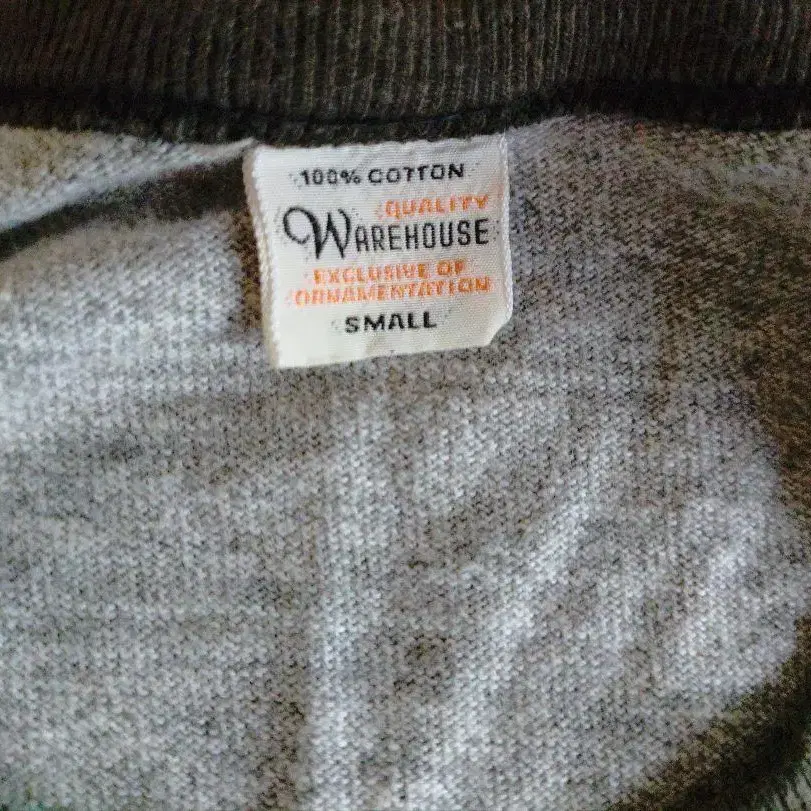 100% COTTON
QUALITY
WAREHOUSE
EXCLUSIVE OF
ORNAMENTATION
SMALL